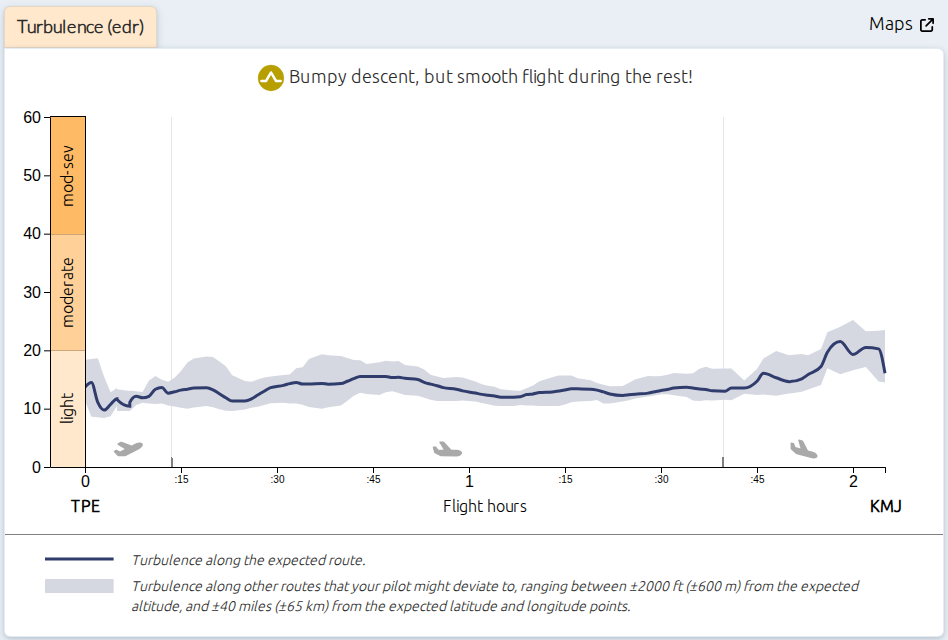 Turbulence (edr)
Maps
Bumpy descent, but smooth flight during the rest!
60
50
40
30
20
10
0
mod-sev
moderate
light
0 :15 :30 :45 1 :15 :30 :45 2
TPE Flight hours KMJ
Turbulence along the expected route.
Turbulence along other routes that your pilot might deviate to, ranging between ±2000 ft (±600 m) from the expected
altitude, and ±40 miles (±65 km) from the expected latitude and longitude points.